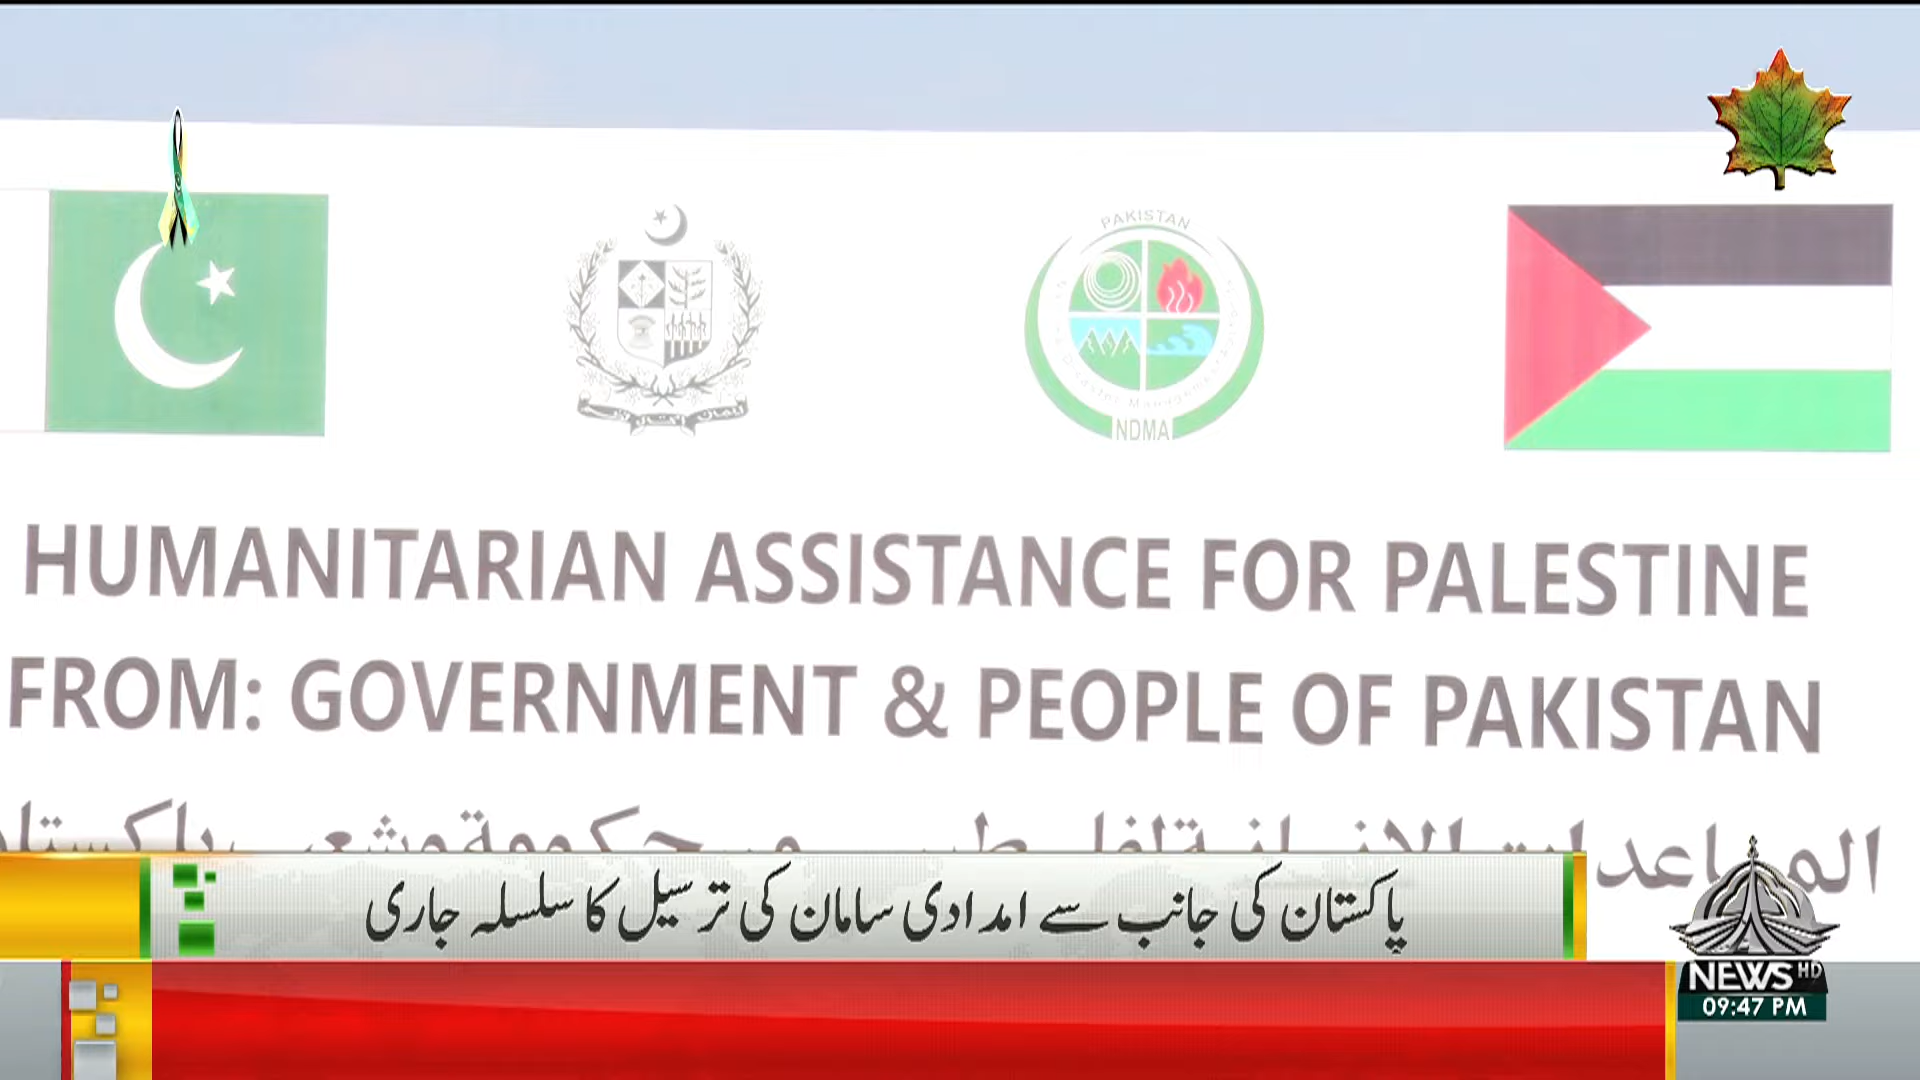 PAKISTAN
NDMA
HUMANITARIAN ASSISTANCE FOR PALESTINE
FROM: GOVERNMENT & PEOPLE OF PAKISTAN
پاکستان کی جانب سے امدادی سامان کی ترسیل کا سلسلہ جاری
NEWS HD
09:47 PM